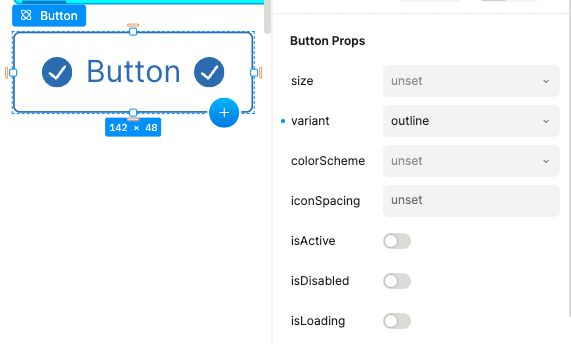 Button
Button
142 × 48
Button Props
size unset
variant outline
colorScheme unset
iconSpacing unset
isActive
isDisabled
isLoading